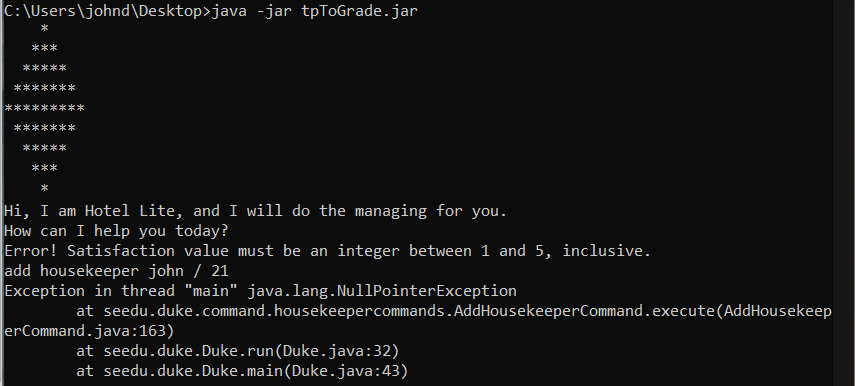 C:\Users\johnd\Desktop>java -jar tpToGrade.jar
    *
   ***
  *****
 *******
*********
 *******
  *****
   ***
    *
Hi, I am Hotel Lite, and I will do the managing for you.
How can I help you today?
Error! Satisfaction value must be an integer between 1 and 5, inclusive.
add housekeeper john / 21
Exception in thread "main" java.lang.NullPointerException
        at seedu.duke.command.housekeepercommands.AddHousekeeperCommand.execute(AddHousekeep
erCommand.java:163)
        at seedu.duke.Duke.run(Duke.java:32)
        at seedu.duke.Duke.main(Duke.java:43)